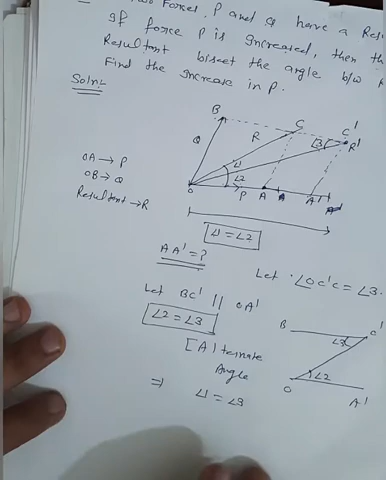 Two Forces, P and Q have a Res
If force P is increased, then th
Resultant bisect the angle b/w
Find the increase in P.
Soln:-
B
C
C'
R
∠3
R'
Q
∠1
∠2
O
P
A
A
A'
OA → P
OB → Q
Resultant → R
∠1 = ∠2
AA' = ?
Let ∠OC'C = ∠3.
Let BC' || OA'
∠2 = ∠3
[Alternate
Angle
⇒ ∠1 = ∠3
B
C'
∠3
∠2
O
A'